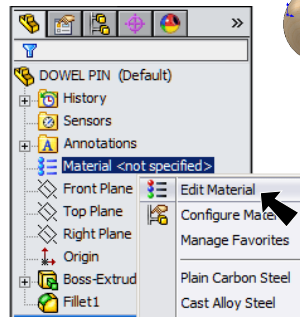 »
DOWEL PIN (Default)
History
Sensors
A Annotations
Material <not specified>
Front Plane
Top Plane
Right Plane
Origin
Boss-Extrud
Fillet1
Edit Material
Configure Mater
Manage Favorites
Plain Carbon Steel
Cast Alloy Steel